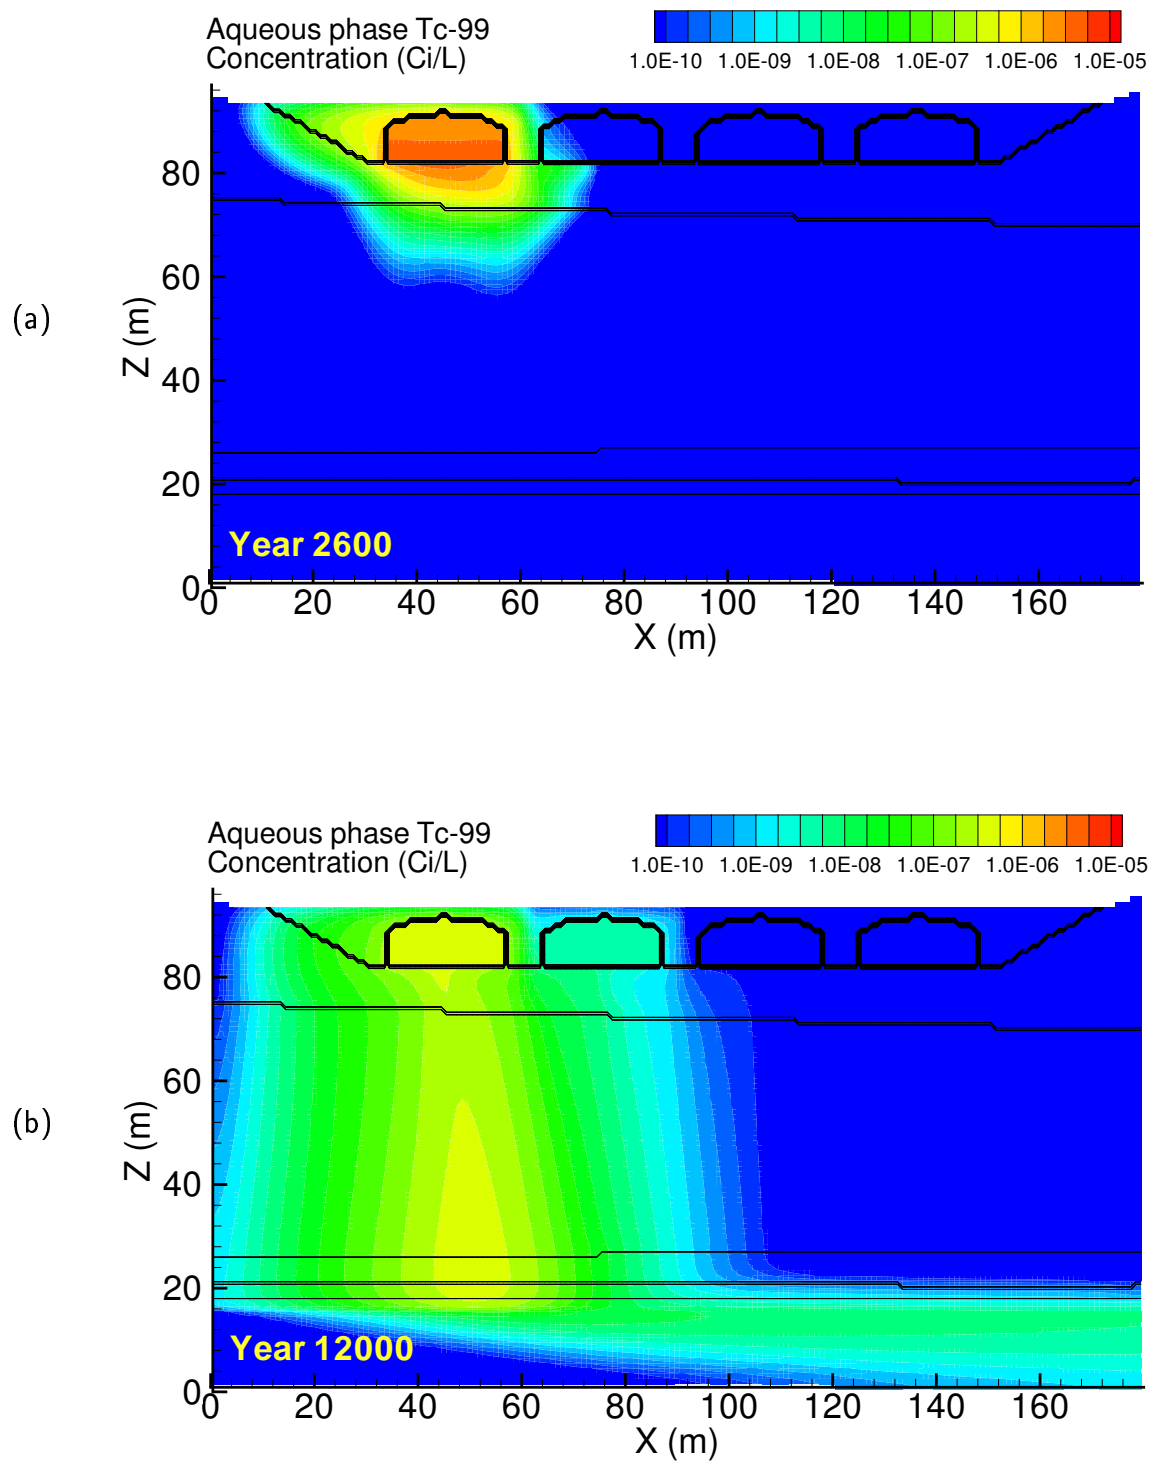 Aqueous phase Tc-99
Concentration (Ci/L)
1.0E-10 1.0E-09 1.0E-08 1.0E-07 1.0E-06 1.0E-05
80
60
(a)
Z (m)
40
20
Year 2600
0
0 20 40 60 80 100 120 140 160
X (m)
Aqueous phase Tc-99
Concentration (Ci/L)
1.0E-10 1.0E-09 1.0E-08 1.0E-07 1.0E-06 1.0E-05
80
60
(b)
Z (m)
40
20
Year 12000
0
0 20 40 60 80 100 120 140 160
X (m)